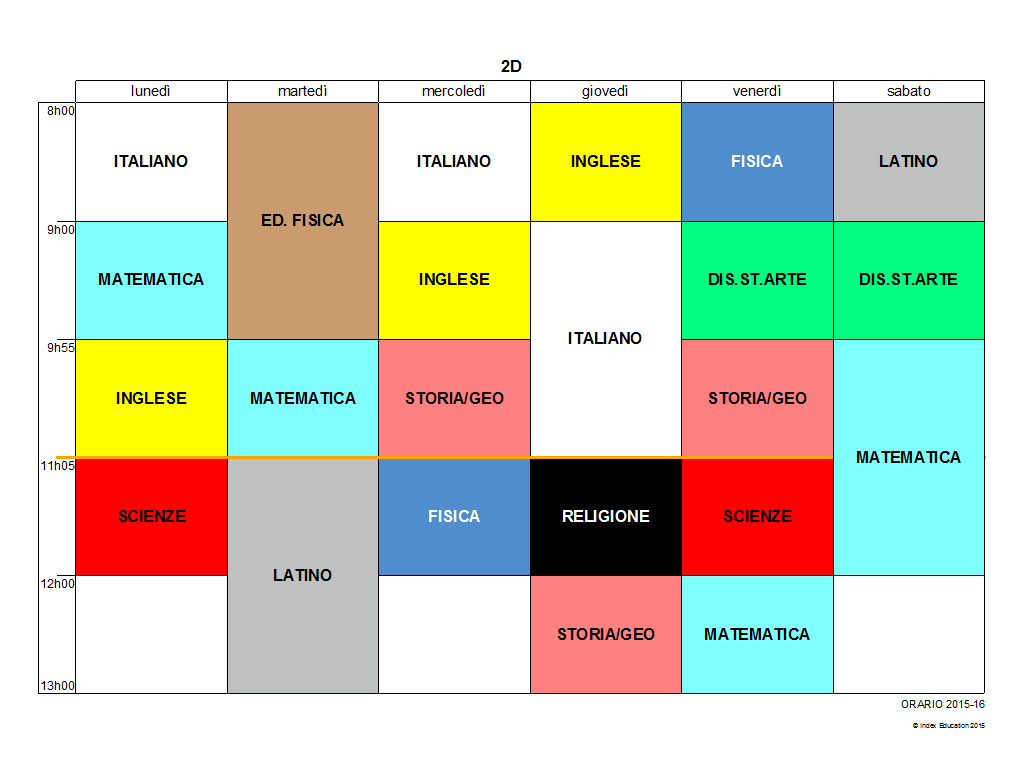 2D
lunedì martedì mercoledì giovedì venerdì sabato
8h00
ITALIANO ITALIANO INGLESE FISICA LATINO
ED. FISICA
9h00
MATEMATICA INGLESE DIS.ST.ARTE DIS.ST.ARTE
ITALIANO
9h55
INGLESE MATEMATICA STORIA/GEO STORIA/GEO
MATEMATICA
11h05
SCIENZE FISICA RELIGIONE SCIENZE
LATINO
12h00
STORIA/GEO MATEMATICA
13h00
ORARIO 2015-16
© Index Education 2015